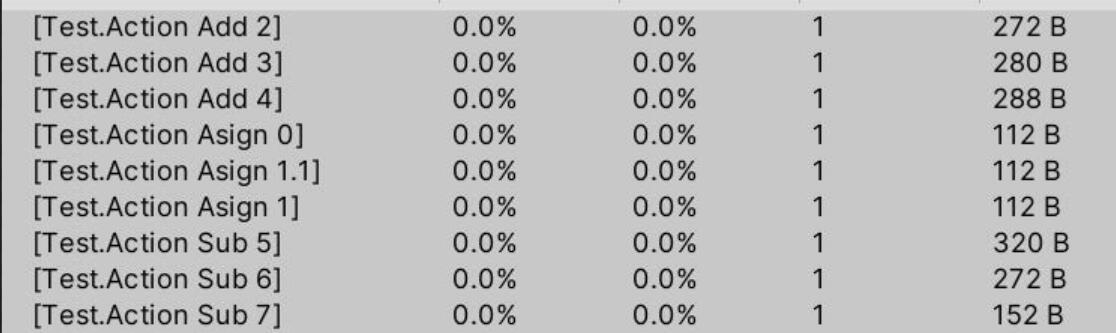 [Test.Action Add 2] 0.0% 0.0% 1 272 B
[Test.Action Add 3] 0.0% 0.0% 1 280 B
[Test.Action Add 4] 0.0% 0.0% 1 288 B
[Test.Action Asign 0] 0.0% 0.0% 1 112 B
[Test.Action Asign 1.1] 0.0% 0.0% 1 112 B
[Test.Action Asign 1] 0.0% 0.0% 1 112 B
[Test.Action Sub 5] 0.0% 0.0% 1 320 B
[Test.Action Sub 6] 0.0% 0.0% 1 272 B
[Test.Action Sub 7] 0.0% 0.0% 1 152 B